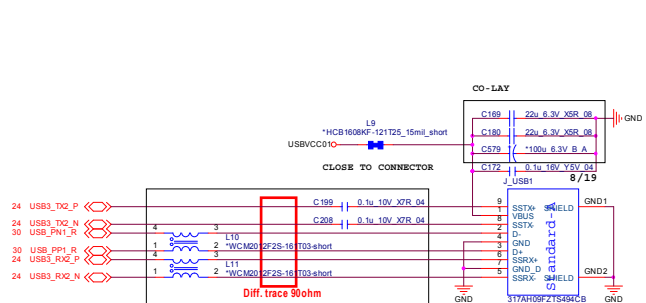 CO-LAY
C169 22u_6.3V_X5R_08
GND
L9
C180 22u_6.3V_X5R_08
*HCB1608KF-121T25_15mil_short
USBVCC01
C579 *100u_6.3V_B_A
CLOSE TO CONNECTOR
C172 0.1u_16V_Y5V_04
8/19
J_USB1
24 USB3_TX2_P
C199 0.1u_10V_X7R_04
9 SSTX+ SHIELD GND1
1 VBUS
24 USB3_TX2_N
C208 0.1u_10V_X7R_04
8 SSTX-
30 USB_PN1_R
4 3
2 D-
L10
4 GND
30 USB_PP1_R
1 2 *WCM2012F2S-161T03-short
3 D+
24 USB3_RX2_P
4 3
6 SSRX+
L11
7 GND_D
24 USB3_RX2_N
1 2 *WCM2012F2S-161T03-short
5 SSRX- SHIELD GND2
Standard-A
Diff. trace 90ohm
GND
317AH09FZTS494CB
GND